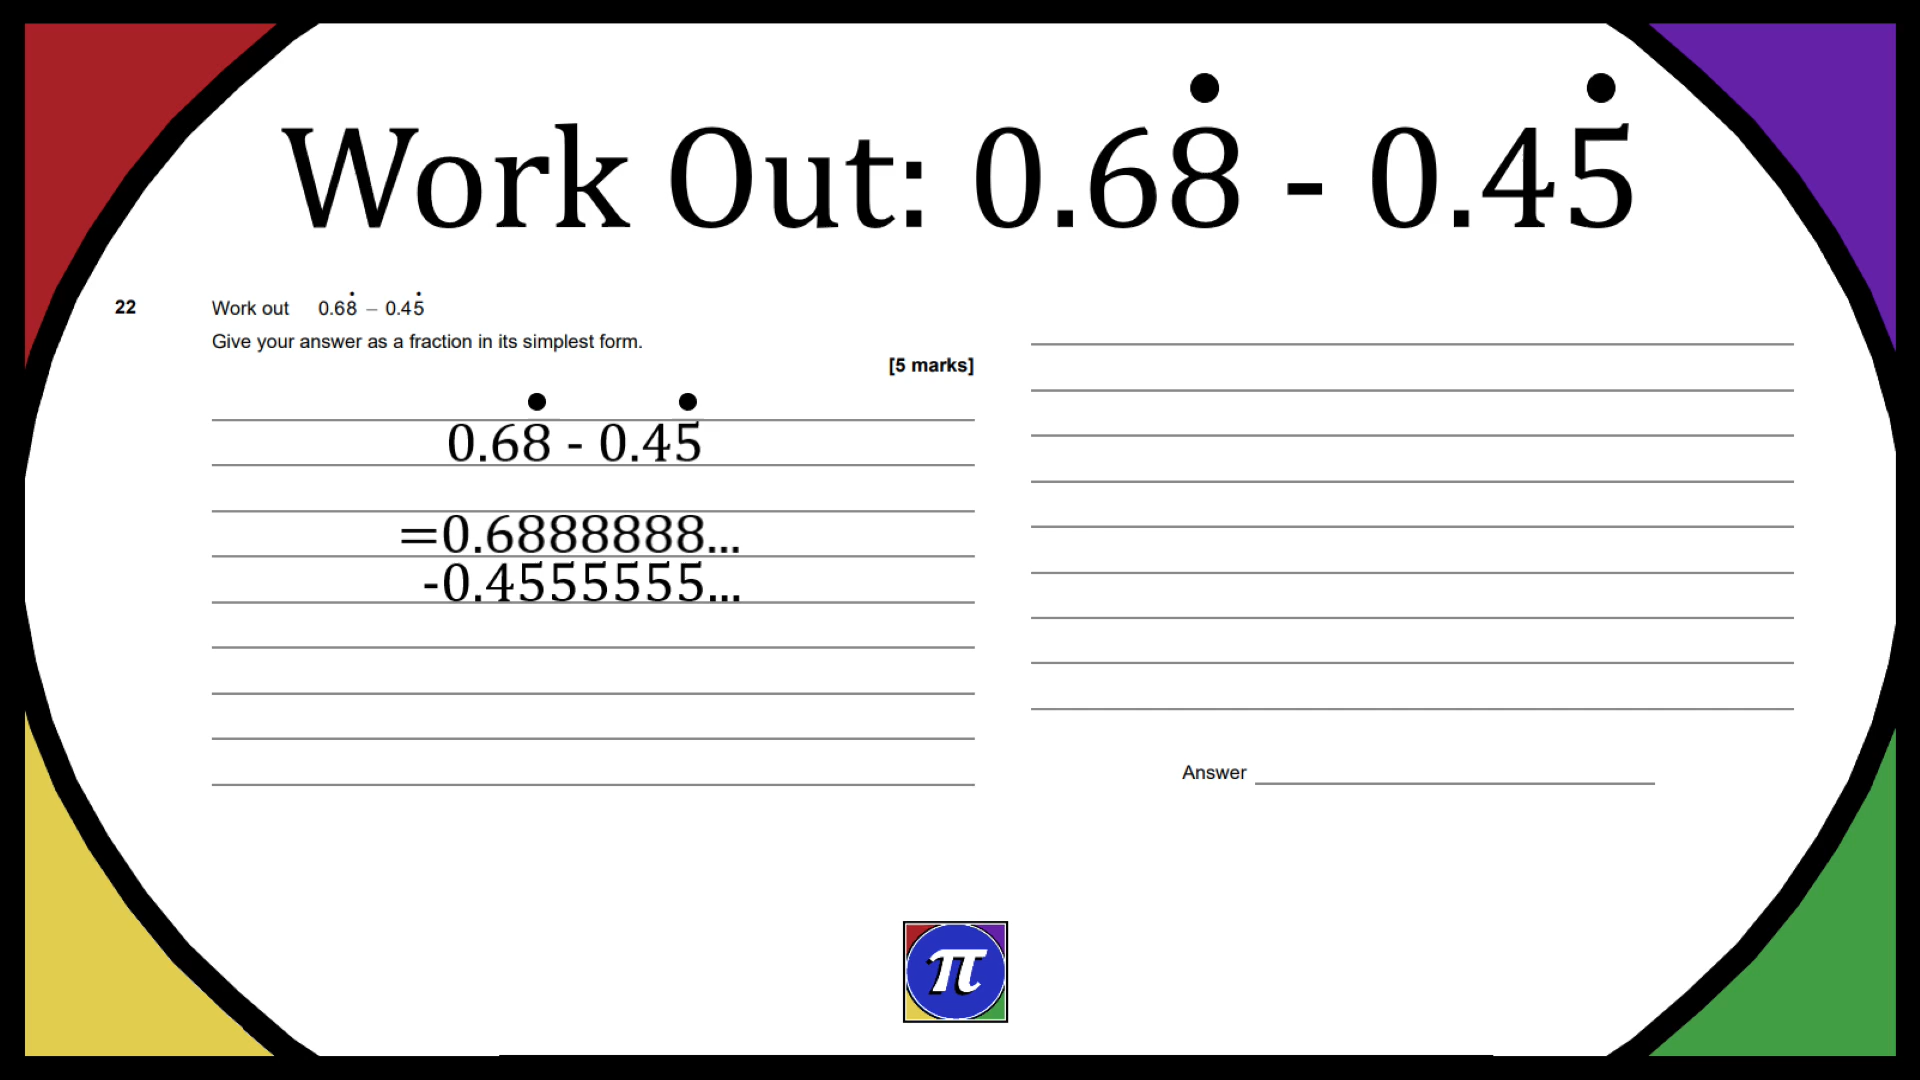 Work Out: 0.68̇ - 0.45̇
22 Work out 0.68̇ – 0.45̇
Give your answer as a fraction in its simplest form.
[5 marks]
0.68̇ - 0.45̇
=0.6888888...
-0.4555555...
Answer
π